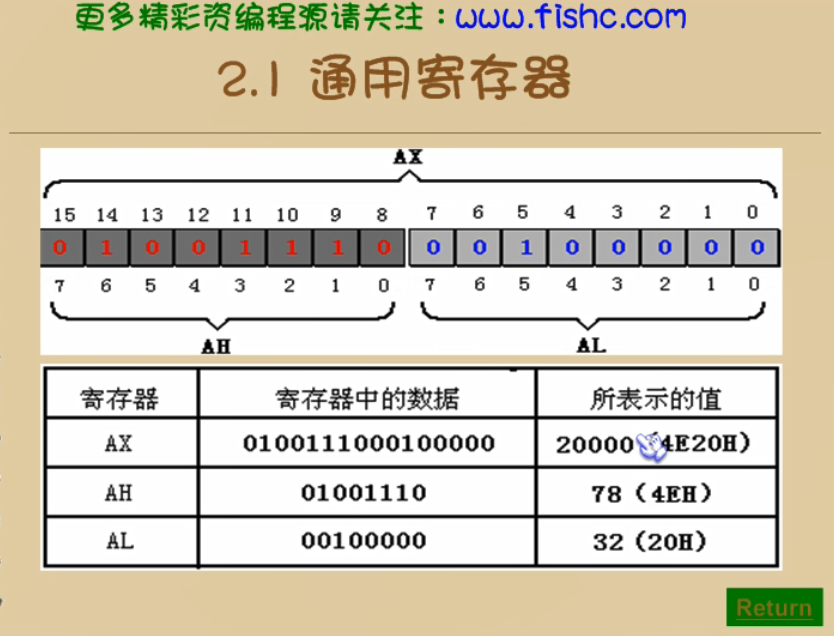 更多精彩资编程源请关注：www.fishc.com
2.1 通用寄存器
AX
15 14 13 12 11 10 9 8 7 6 5 4 3 2 1 0
0 1 0 0 1 1 1 0 0 0 1 0 0 0 0 0
7 6 5 4 3 2 1 0 7 6 5 4 3 2 1 0
AH AL
寄存器 寄存器中的数据 所表示的值
AX 0100111000100000 20000（4E20H）
AH 01001110 78（4EH）
AL 00100000 32（20H）
Return